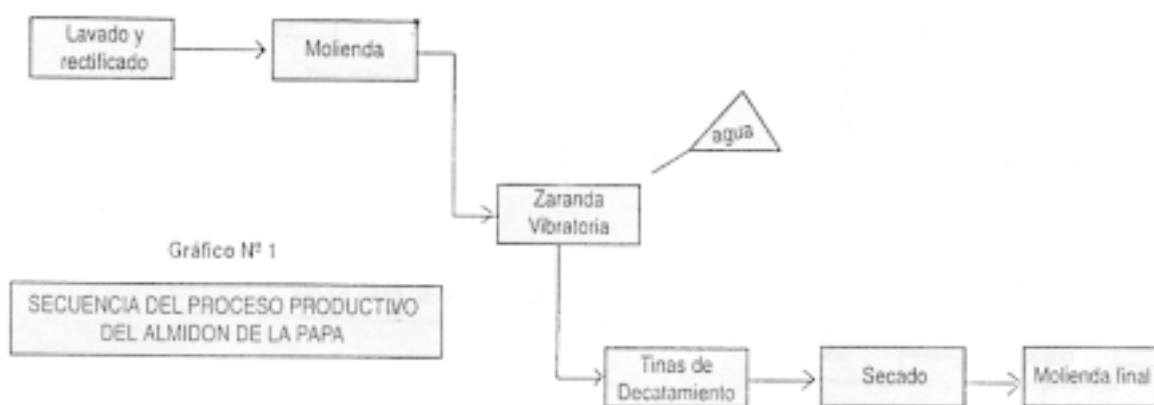 Lavado y
rectificado
Molienda
agua
Zaranda
Vibratoria
Gráfico Nº 1
SECUENCIA DEL PROCESO PRODUCTIVO
DEL ALMIDON DE LA PAPA
Tinas de
Decatamiento
Secado
Molienda final